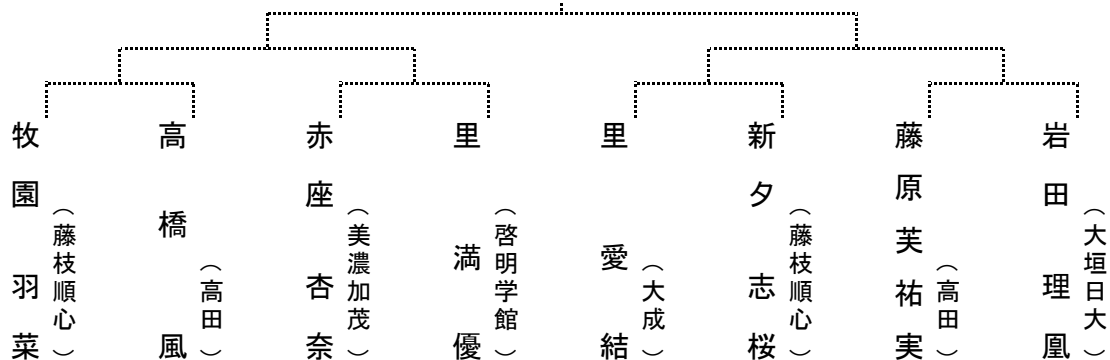 牧園羽菜
（藤枝順心）
高橋風
（高田）
赤座杏奈
（美濃加茂）
里満優
（啓明学館）
里愛結
（大成）
新夕志桜
（藤枝順心）
藤原芙祐実
（高田）
岩田理凰
（大垣日大）